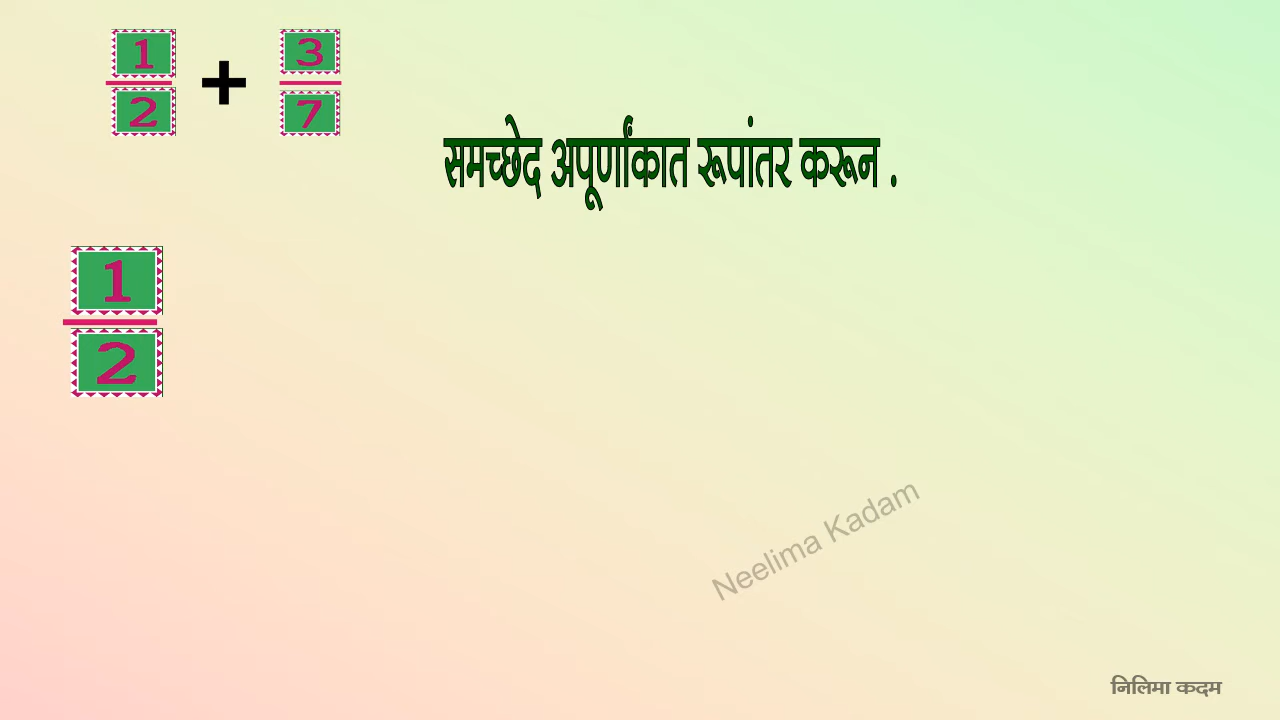 1/2 + 3/7
समच्छेद अपूर्णांकात रूपांतर करून .
1/2
Neelima Kadam
निलिमा कदम